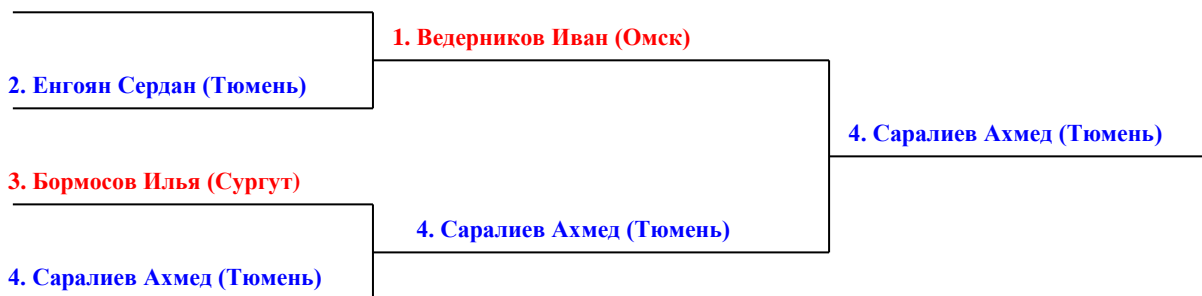 1. Ведерников Иван (Омск)
2. Енгоян Сердан (Тюмень)
4. Саралиев Ахмед (Тюмень)
3. Бормосов Илья (Сургут)
4. Саралиев Ахмед (Тюмень)
4. Саралиев Ахмед (Тюмень)